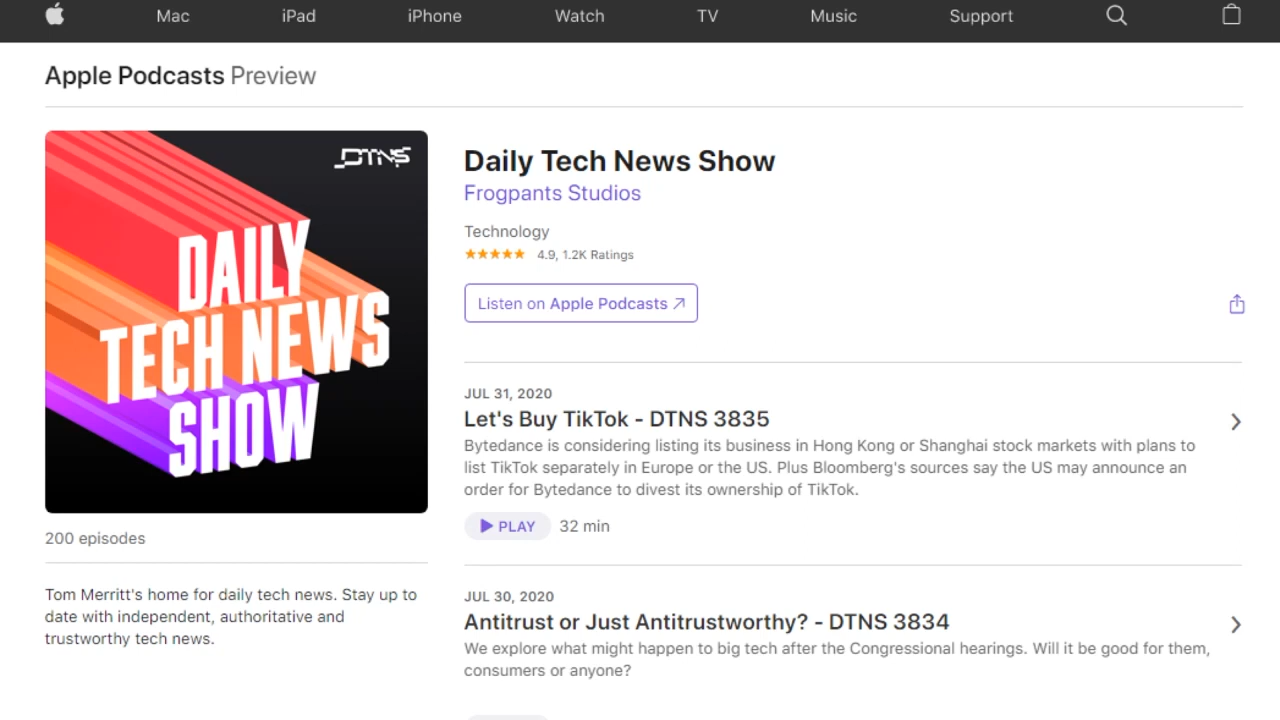 Mac iPad iPhone Watch TV Music Support
Apple Podcasts Preview
DTNS
DAILY
TECH NEWS
SHOW
200 episodes
Tom Merritt's home for daily tech news. Stay up to
date with independent, authoritative and
trustworthy tech news.
Daily Tech News Show
Frogpants Studios
Technology
★★★★★ 4.9, 1.2K Ratings
Listen on Apple Podcasts ↗
JUL 31, 2020
Let's Buy TikTok - DTNS 3835
Bytedance is considering listing its business in Hong Kong or Shanghai stock markets with plans to
list TikTok separately in Europe or the US. Plus Bloomberg's sources say the US may announce an
order for Bytedance to divest its ownership of TikTok.
PLAY 32 min
JUL 30, 2020
Antitrust or Just Antitrustworthy? - DTNS 3834
We explore what might happen to big tech after the Congressional hearings. Will it be good for them,
consumers or anyone?